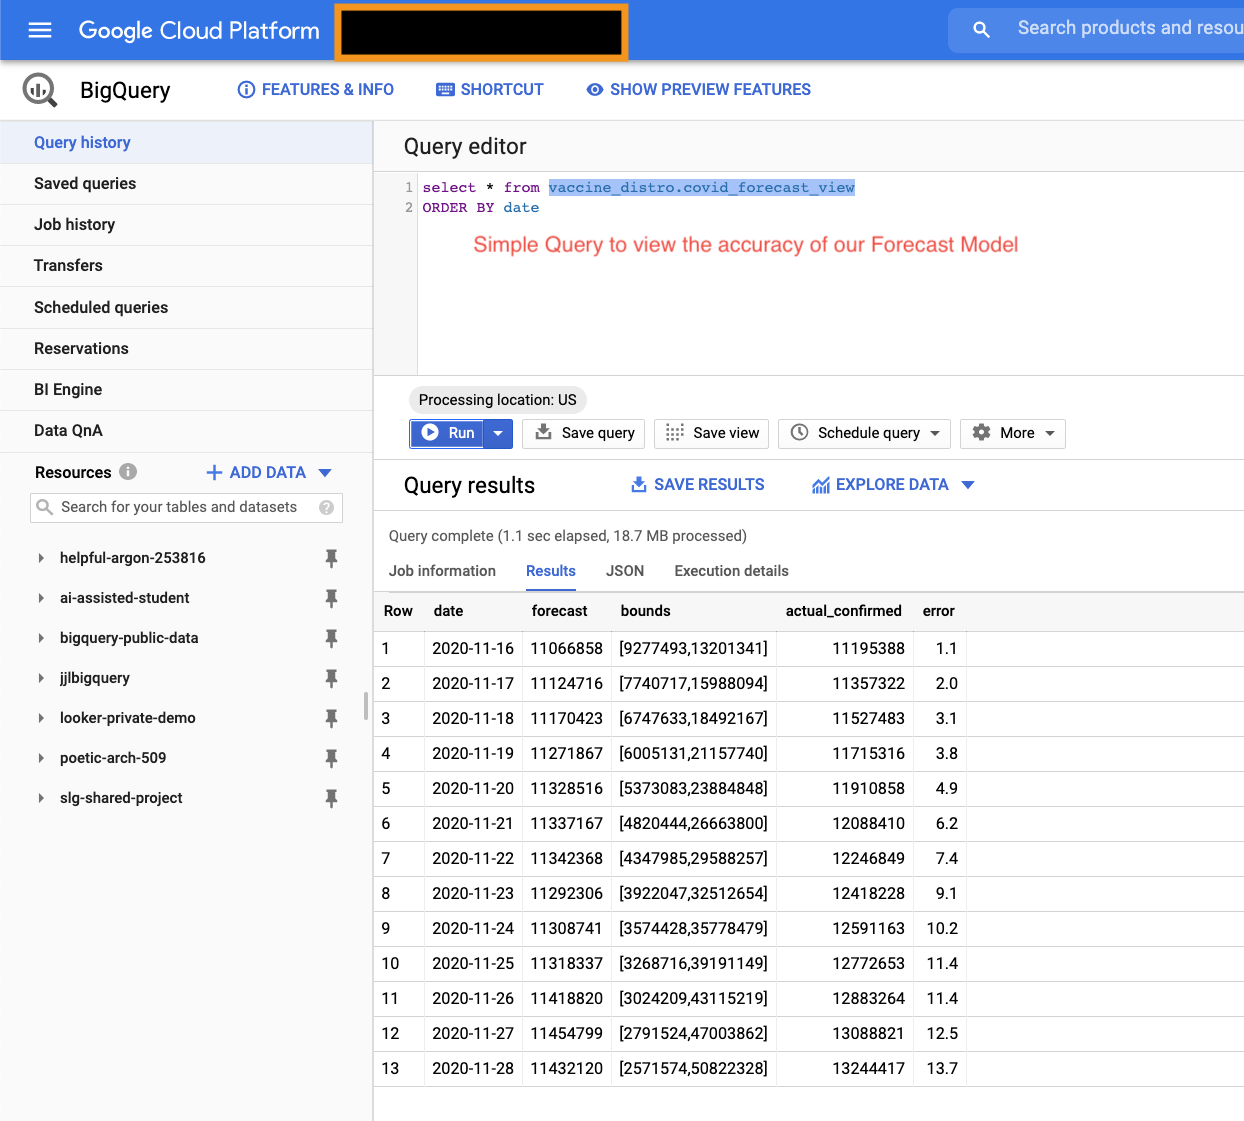 Google Cloud Platform
Search products and resou
BigQuery
FEATURES & INFO
SHORTCUT
SHOW PREVIEW FEATURES
Query history
Saved queries
Job history
Transfers
Scheduled queries
Reservations
BI Engine
Data QnA
Resources
ADD DATA
Search for your tables and datasets
helpful-argon-253816
ai-assisted-student
bigquery-public-data
jjlbigquery
looker-private-demo
poetic-arch-509
slg-shared-project
Query editor
1 select * from vaccine_distro.covid_forecast_view
2 ORDER BY date
Simple Query to view the accuracy of our Forecast Model
Processing location: US
Run
Save query
Save view
Schedule query
More
Query results
SAVE RESULTS
EXPLORE DATA
Query complete (1.1 sec elapsed, 18.7 MB processed)
Job information Results JSON Execution details
Row date forecast bounds actual_confirmed error
1 2020-11-16 11066858 [9277493,13201341] 11195388 1.1
2 2020-11-17 11124716 [7740717,15988094] 11357322 2.0
3 2020-11-18 11170423 [6747633,18492167] 11527483 3.1
4 2020-11-19 11271867 [6005131,21157740] 11715316 3.8
5 2020-11-20 11328516 [5373083,23884848] 11910858 4.9
6 2020-11-21 11337167 [4820444,26663800] 12088410 6.2
7 2020-11-22 11342368 [4347985,29588257] 12246849 7.4
8 2020-11-23 11292306 [3922047,32512654] 12418228 9.1
9 2020-11-24 11308741 [3574428,35778479] 12591163 10.2
10 2020-11-25 11318337 [3268716,39191149] 12772653 11.4
11 2020-11-26 11418820 [3024209,43115219] 12883264 11.4
12 2020-11-27 11454799 [2791524,47003862] 13088821 12.5
13 2020-11-28 11432120 [2571574,50822328] 13244417 13.7